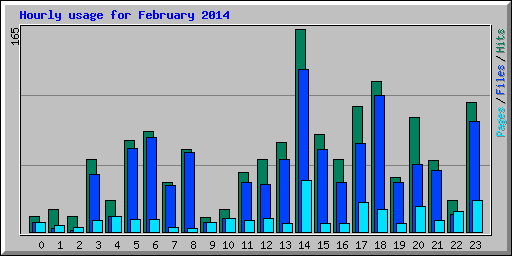 Hourly usage for February 2014
165
Pages / Files / Hits
0 1 2 3 4 5 6 7 8 9 10 11 12 13 14 15 16 17 18 19 20 21 22 23